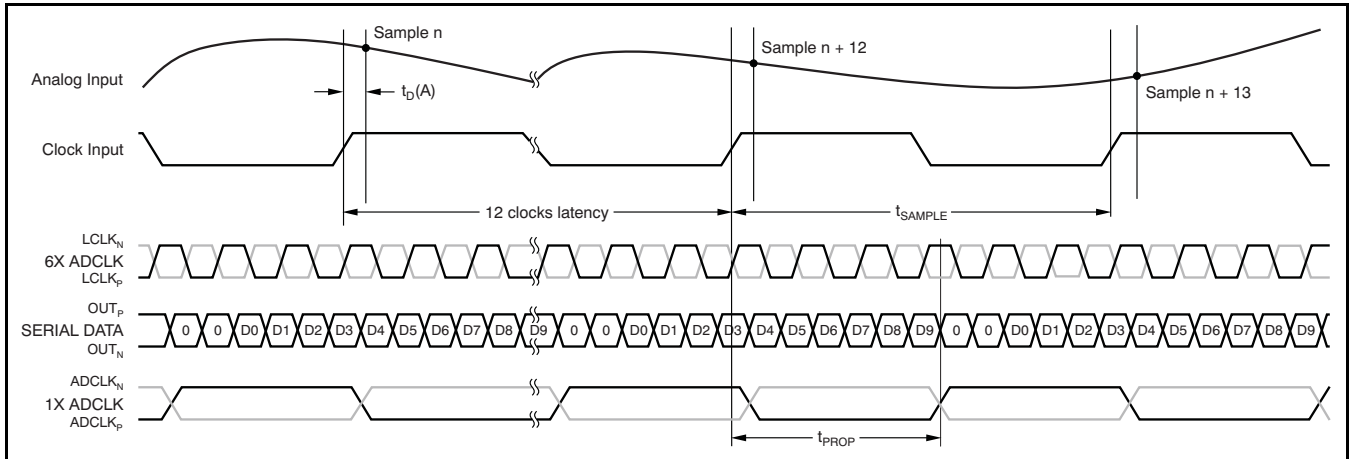 Sample n
Sample n + 12
Analog Input
t_D(A)
Sample n + 13
Clock Input
12 clocks latency
t_SAMPLE
LCLK_N
6X ADCLK
LCLK_P
OUT_P
SERIAL DATA 0 0 D0 D1 D2 D3 D4 D5 D6 D7 D8 D9 0 0 D0 D1 D2 D3 D4 D5 D6 D7 D8 D9 0 0 D0 D1 D2 D3 D4 D5 D6 D7 D8 D9
OUT_N
ADCLK_N
1X ADCLK
ADCLK_P
t_PROP